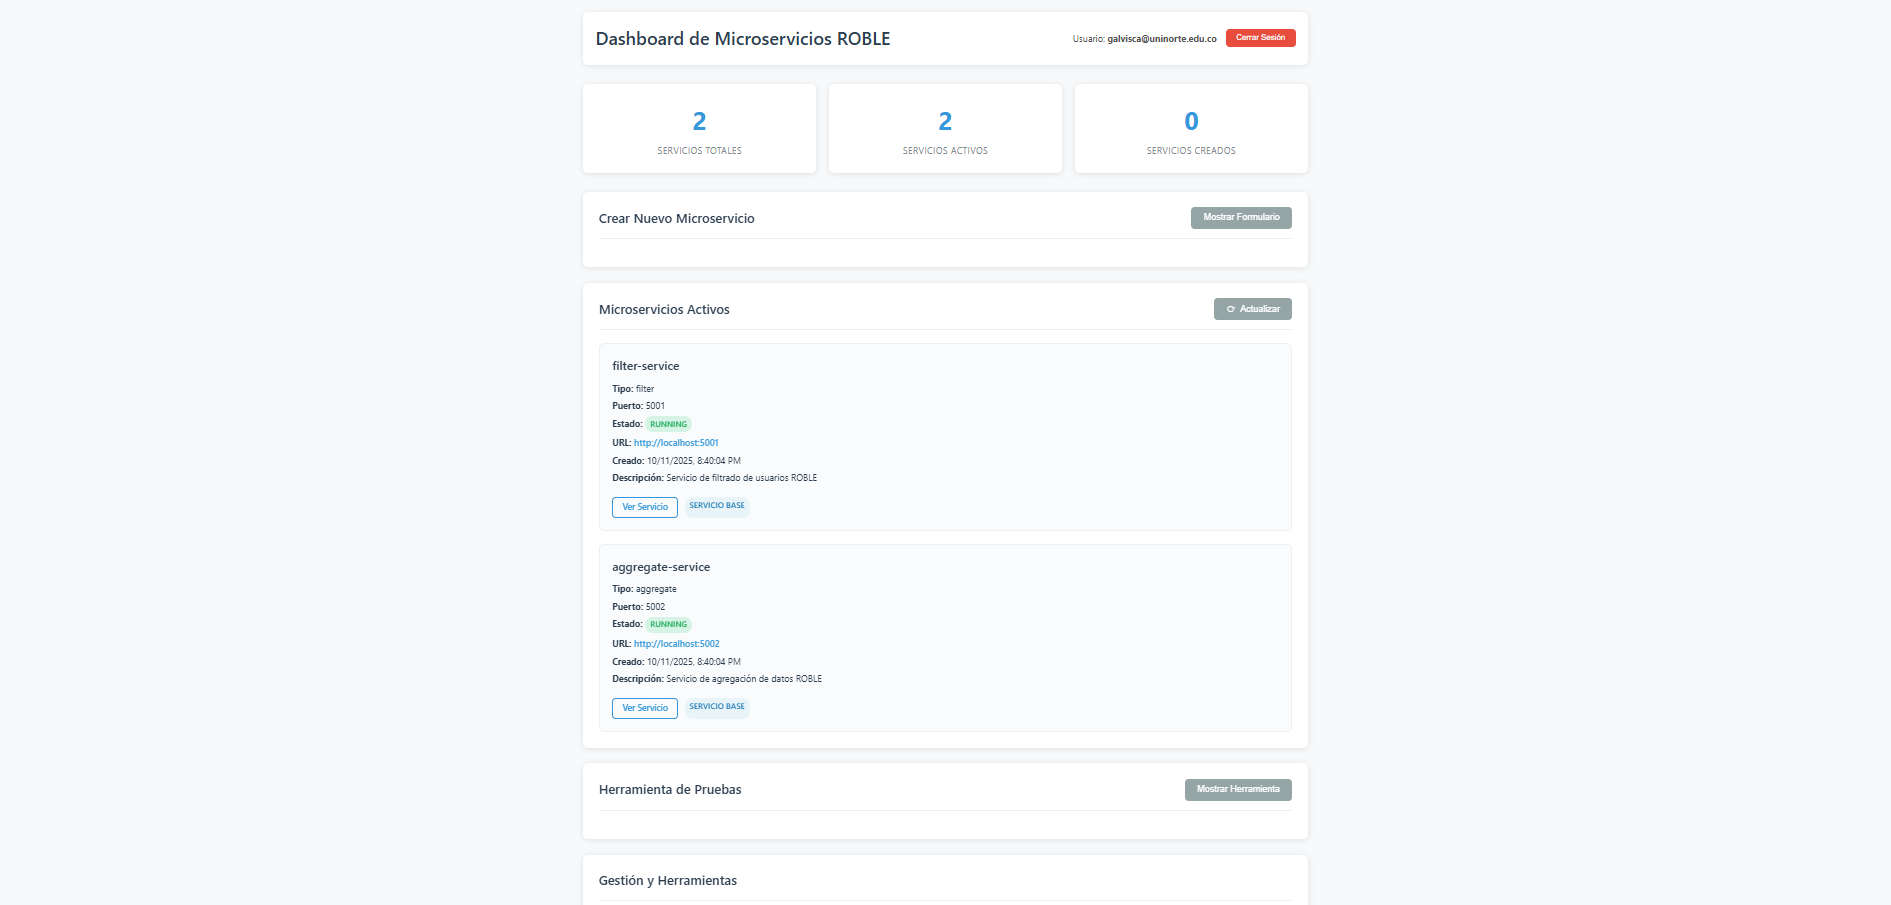 Dashboard de Microservicios ROBLE
Usuario: galvisca@uninorte.edu.co
Cerrar Sesión
2
SERVICIOS TOTALES
2
SERVICIOS ACTIVOS
0
SERVICIOS CREADOS
Crear Nuevo Microservicio
Mostrar Formulario
Microservicios Activos
Actualizar
filter-service
Tipo: filter
Puerto: 5001
Estado: RUNNING
URL: http://localhost:5001
Creado: 10/11/2025, 8:40:04 PM
Descripción: Servicio de filtrado de usuarios ROBLE
Ver Servicio
SERVICIO BASE
aggregate-service
Tipo: aggregate
Puerto: 5002
Estado: RUNNING
URL: http://localhost:5002
Creado: 10/11/2025, 8:40:04 PM
Descripción: Servicio de agregación de datos ROBLE
Ver Servicio
SERVICIO BASE
Herramienta de Pruebas
Mostrar Herramienta
Gestión y Herramientas